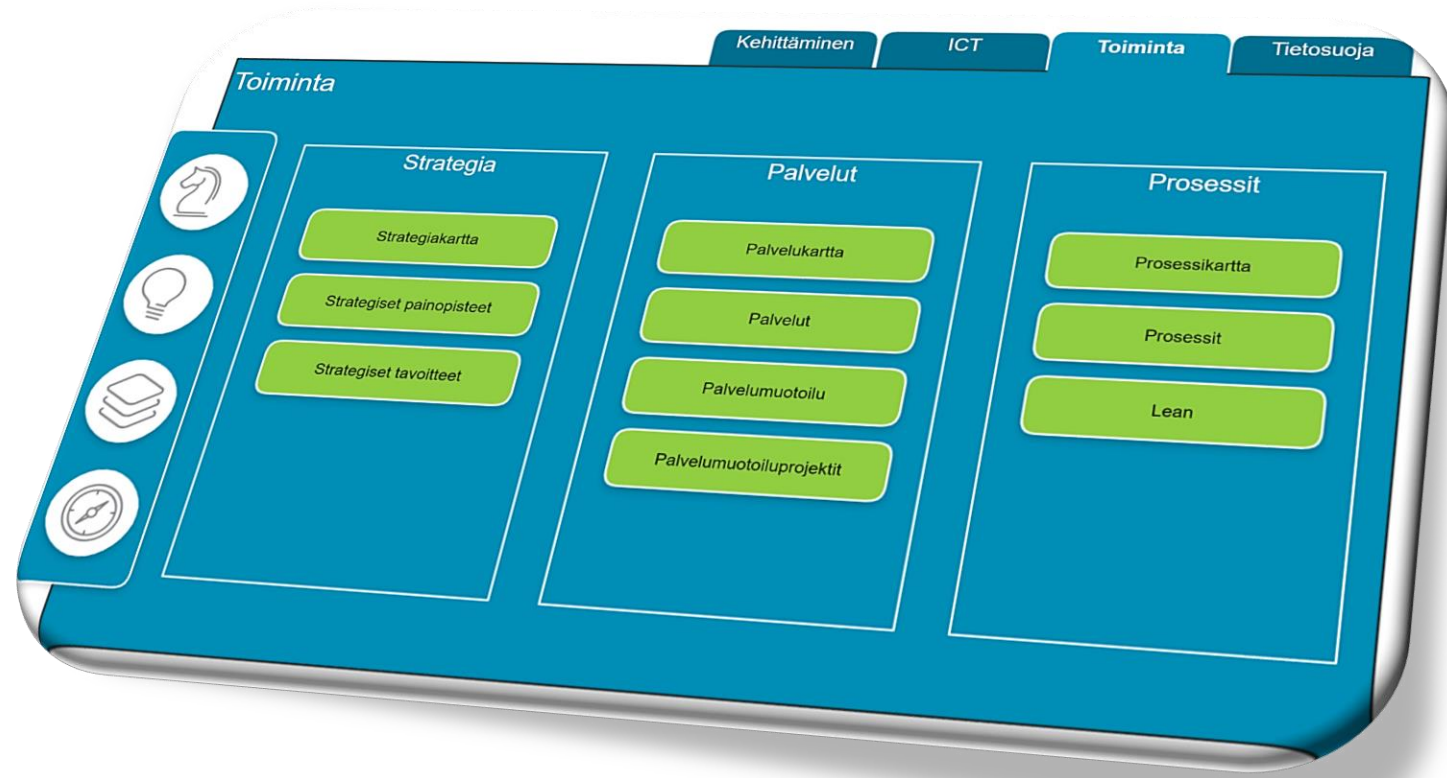 Kehittäminen
ICT
Toiminta
Tietosuoja
Toiminta
Strategia
Strategiakartta
Strategiset painopisteet
Strategiset tavoitteet
Palvelut
Palvelukartta
Palvelut
Palvelumuotoilu
Palvelumuotoiluprojektit
Prosessit
Prosessikartta
Prosessit
Lean